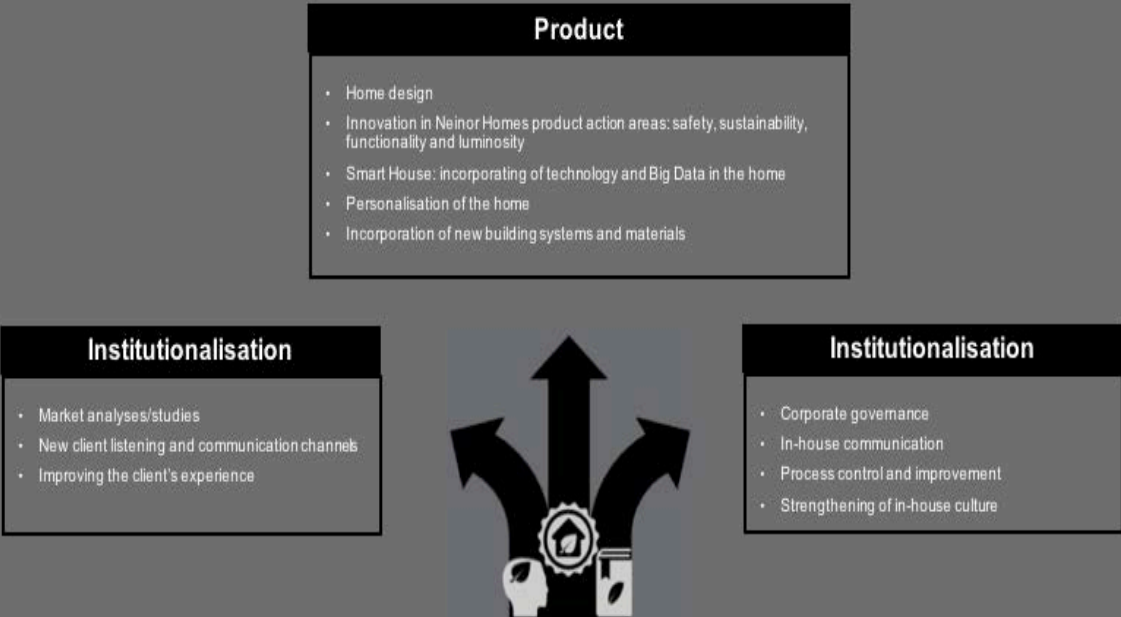 Product
• Home design
• Innovation in Neinor Homes product action areas: safety, sustainability,
functionality and luminosity
• Smart House: incorporating of technology and Big Data in the home
• Personalisation of the home
• Incorporation of new building systems and materials
Institutionalisation
• Market analyses/studies
• New client listening and communication channels
• Improving the client's experience
Institutionalisation
• Corporate governance
• In-house communication
• Process control and improvement
• Strengthening of in-house culture